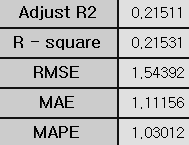 Adjust R2 0,21511
R - square 0,21531
RMSE 1,54392
MAE 1,11156
MAPE 1,03012